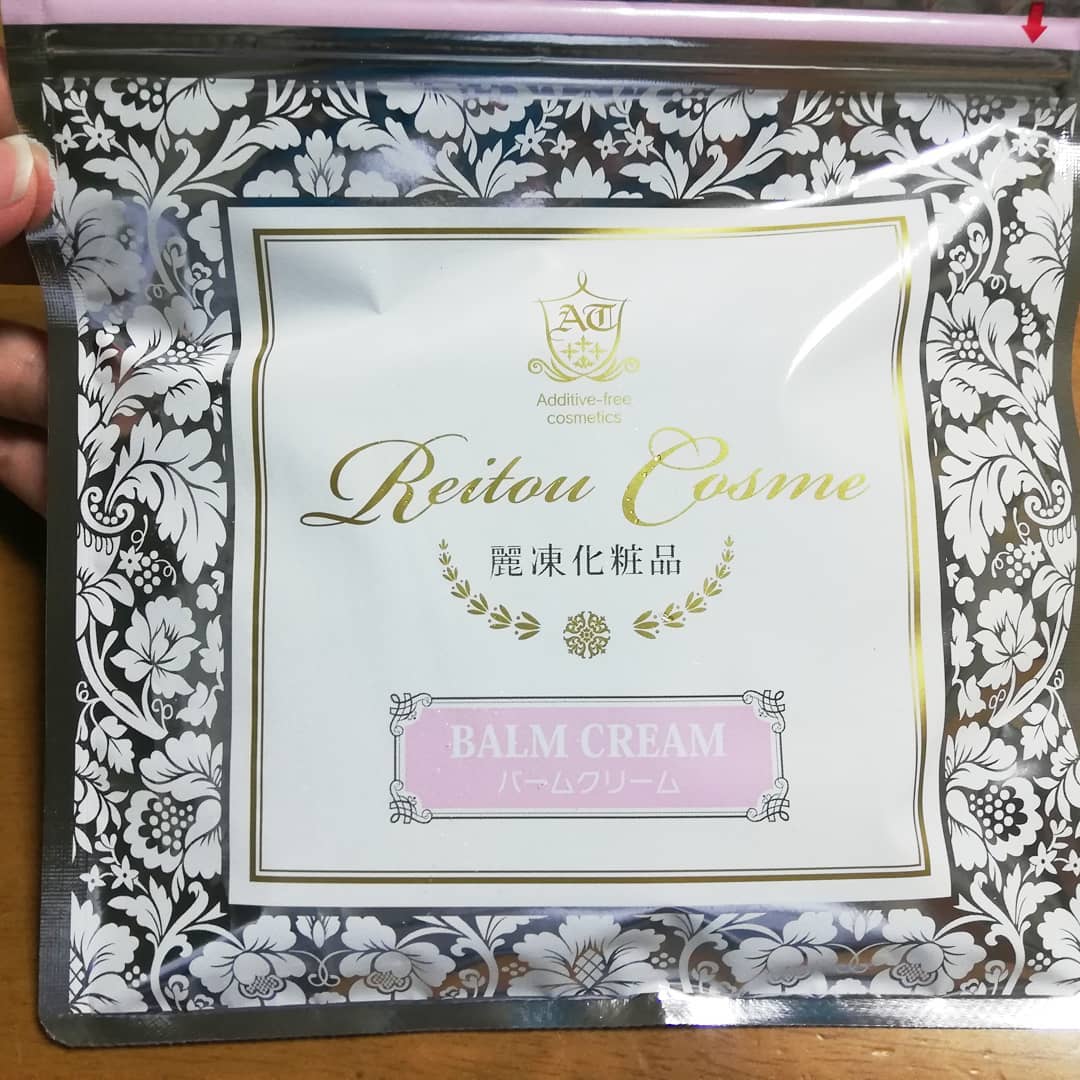 AT
Additive-free
cosmetics
Reitou Cosme
麗凍化粧品
BALM CREAM
バームクリーム